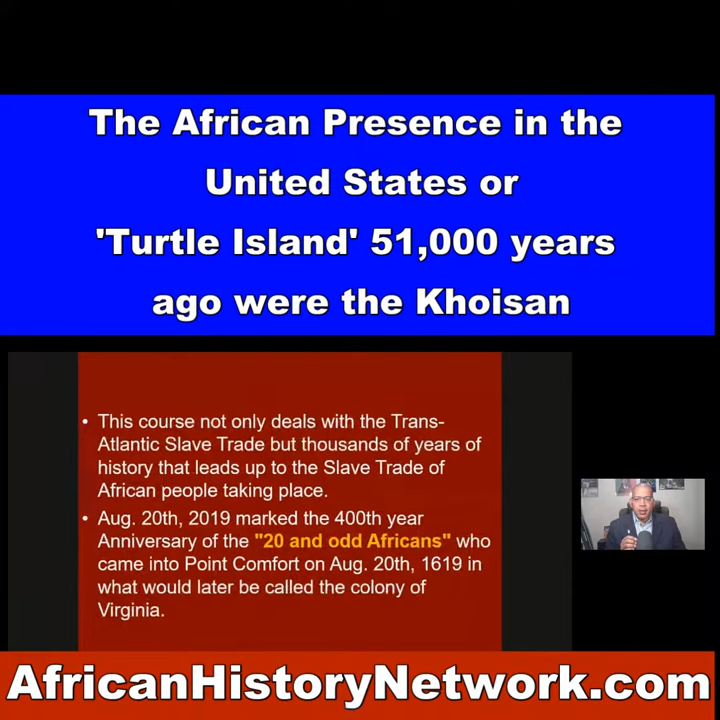 The African Presence in the
United States or
'Turtle Island' 51,000 years
ago were the Khoisan
• This course not only deals with the Trans-
Atlantic Slave Trade but thousands of years of
history that leads up to the Slave Trade of
African people taking place.
• Aug. 20th, 2019 marked the 400th year
Anniversary of the "20 and odd Africans" who
came into Point Comfort on Aug. 20th, 1619 in
what would later be called the colony of
Virginia.
AfricanHistoryNetwork.com